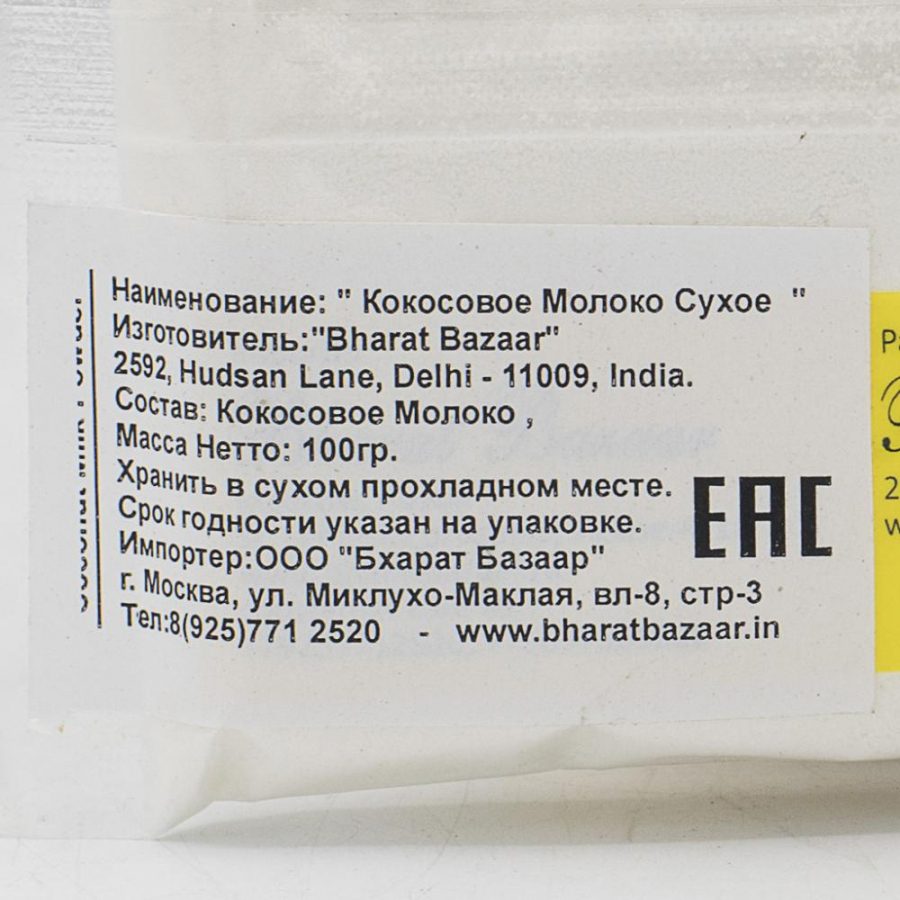 Наименование: " Кокосовое Молоко Сухое "
Изготовитель:"Bharat Bazaar"
2592, Hudsan Lane, Delhi - 11009, India.
Состав: Кокосовое Молоко ,
Масса Нетто: 100гр.
Хранить в сухом прохладном месте.
Срок годности указан на упаковке.
EAC
Импортер:ООО "Бхарат Базаар"
г. Москва, ул. Миклухо-Маклая, вл-8, стр-3
Тел:8(925)771 2520 - www.bharatbazaar.in